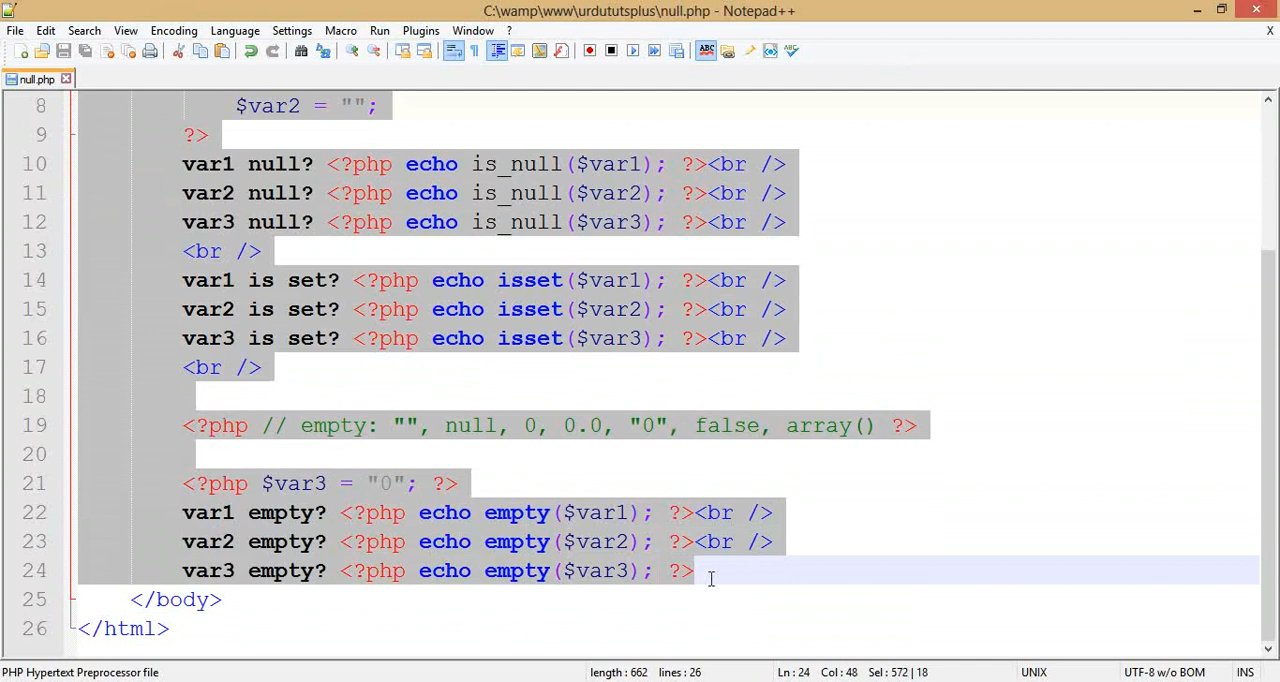 C:\wamp\www\urdututsplus\null.php - Notepad++
File Edit Search View Encoding Language Settings Macro Run Plugins Window ? X
null.php
8 $var2 = "";
9 ?>
10 var1 null? <?php echo is_null($var1); ?><br />
11 var2 null? <?php echo is_null($var2); ?><br />
12 var3 null? <?php echo is_null($var3); ?><br />
13 <br />
14 var1 is set? <?php echo isset($var1); ?><br />
15 var2 is set? <?php echo isset($var2); ?><br />
16 var3 is set? <?php echo isset($var3); ?><br />
17 <br />
18
19 <?php // empty: "", null, 0, 0.0, "0", false, array() ?>
20
21 <?php $var3 = "0"; ?>
22 var1 empty? <?php echo empty($var1); ?><br />
23 var2 empty? <?php echo empty($var2); ?><br />
24 var3 empty? <?php echo empty($var3); ?>
25 </body>
26 </html>
PHP Hypertext Preprocessor file length : 662 lines : 26 Ln : 24 Col : 48 Sel : 572 | 18 UNIX UTF-8 w/o BOM INS